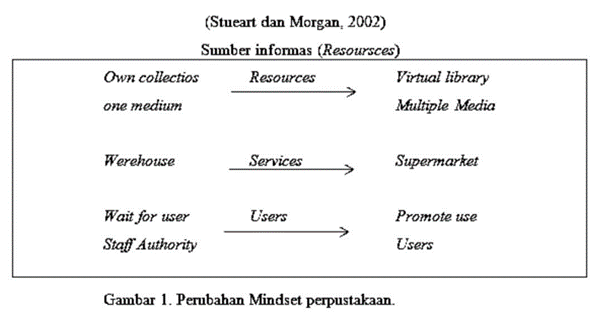 (Stueart dan Morgan, 2002)
Sumber informas (Resoursces)
Own collectios Resources Virtual library
one medium Multiple Media
Werehouse Services Supermarket
Wait for user Users Promote use
Staff Authority Users
Gambar 1. Perubahan Mindset perpustakaan.